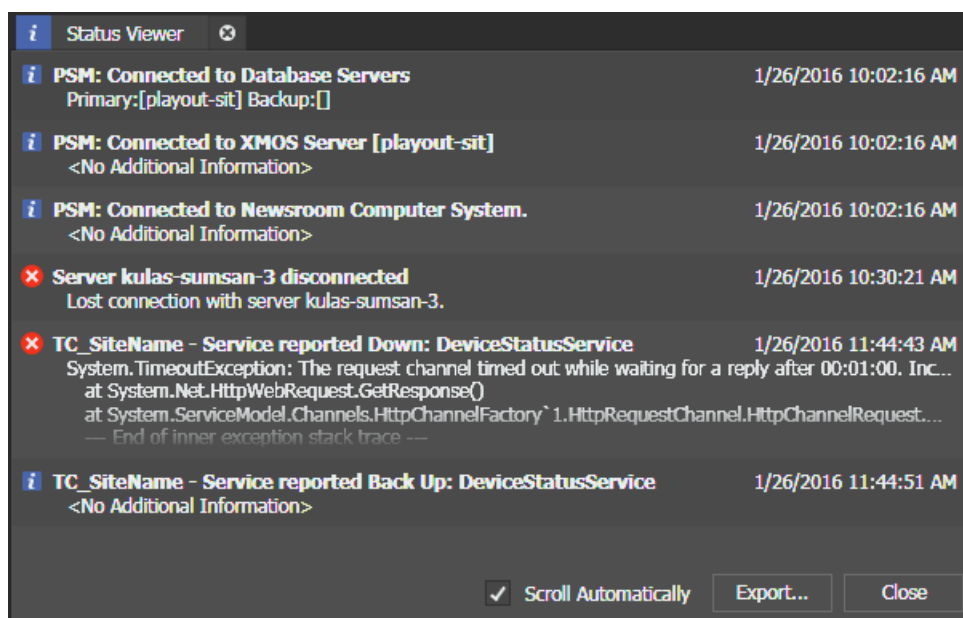 Status Viewer
PSM: Connected to Database Servers 1/26/2016 10:02:16 AM
Primary:[playout-sit] Backup:[]
PSM: Connected to XMOS Server [playout-sit] 1/26/2016 10:02:16 AM
<No Additional Information>
PSM: Connected to Newsroom Computer System. 1/26/2016 10:02:16 AM
<No Additional Information>
Server kulas-sumsan-3 disconnected 1/26/2016 10:30:21 AM
Lost connection with server kulas-sumsan-3.
TC_SiteName - Service reported Down: DeviceStatusService 1/26/2016 11:44:43 AM
System.TimeoutException: The request channel timed out while waiting for a reply after 00:01:00. Inc...
at System.Net.HttpWebRequest.GetResponse()
at System.ServiceModel.Channels.HttpChannelFactory`1.HttpRequestChannel.HttpChannelRequest....
--- End of inner exception stack trace ---
TC_SiteName - Service reported Back Up: DeviceStatusService 1/26/2016 11:44:51 AM
<No Additional Information>
Scroll Automatically Export... Close